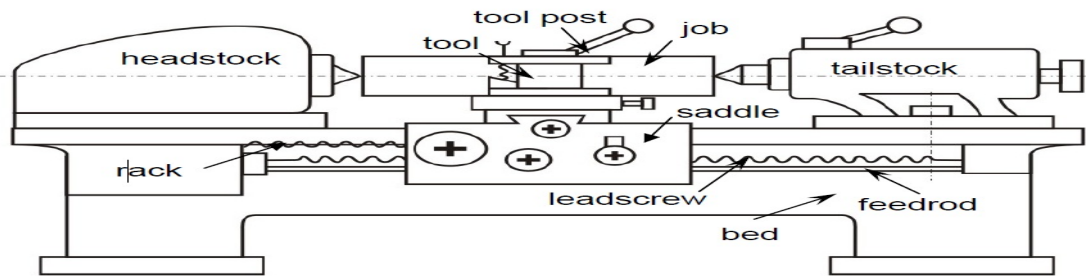 tool post
tool
job
headstock
tailstock
saddle
rack
leadscrew
feedrod
bed